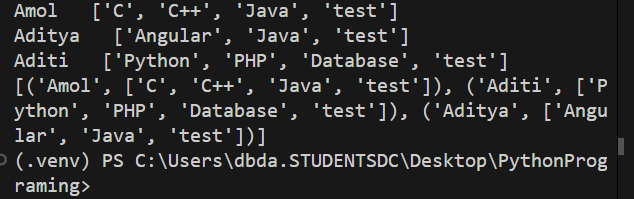 Amol   ['C', 'C++', 'Java', 'test']
Aditya   ['Angular', 'Java', 'test']
Aditi   ['Python', 'PHP', 'Database', 'test']
[('Amol', ['C', 'C++', 'Java', 'test']), ('Aditi', ['P
ython', 'PHP', 'Database', 'test']), ('Aditya', ['Angu
lar', 'Java', 'test'])]
(.venv) PS C:\Users\dbda.STUDENTSDC\Desktop\PythonProg
raming>